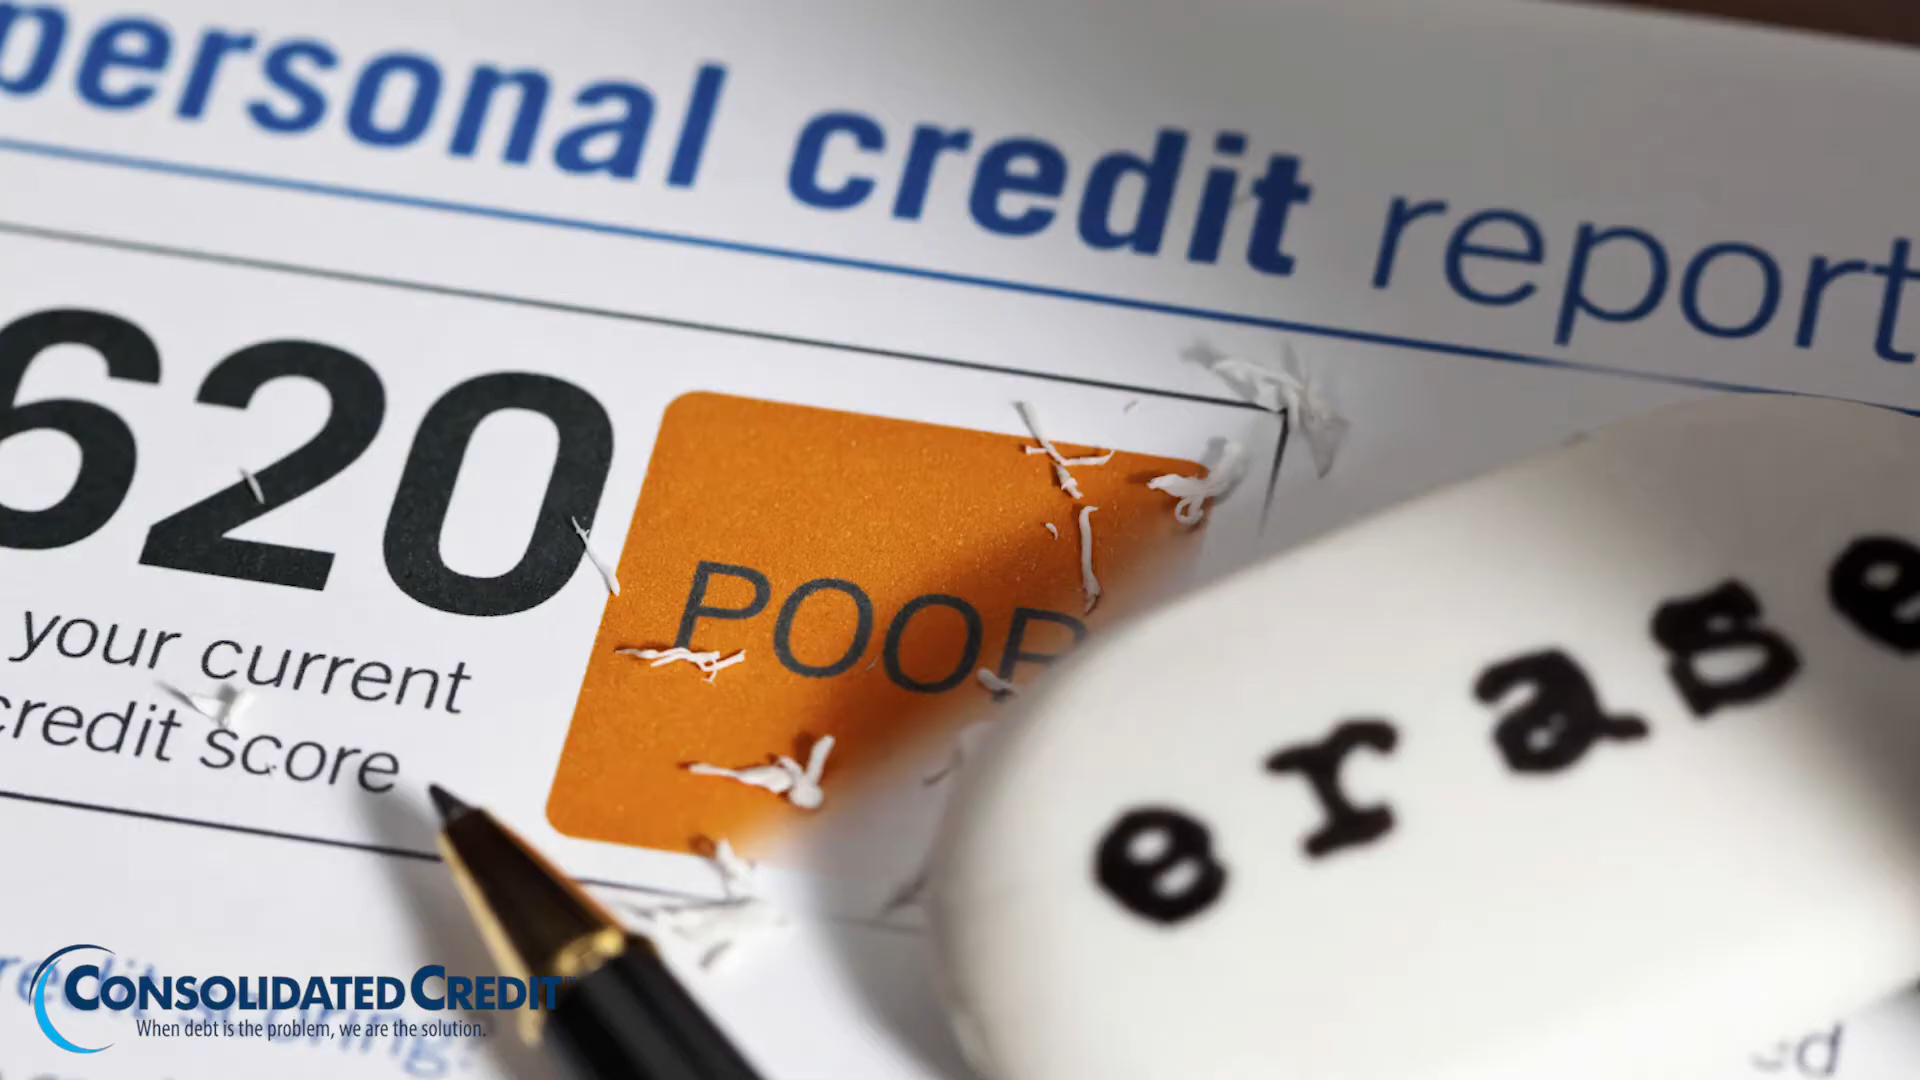 personal credit report
620
your current
credit score
POOR
erase
CONSOLIDATED CREDIT
When debt is the problem, we are the solution.